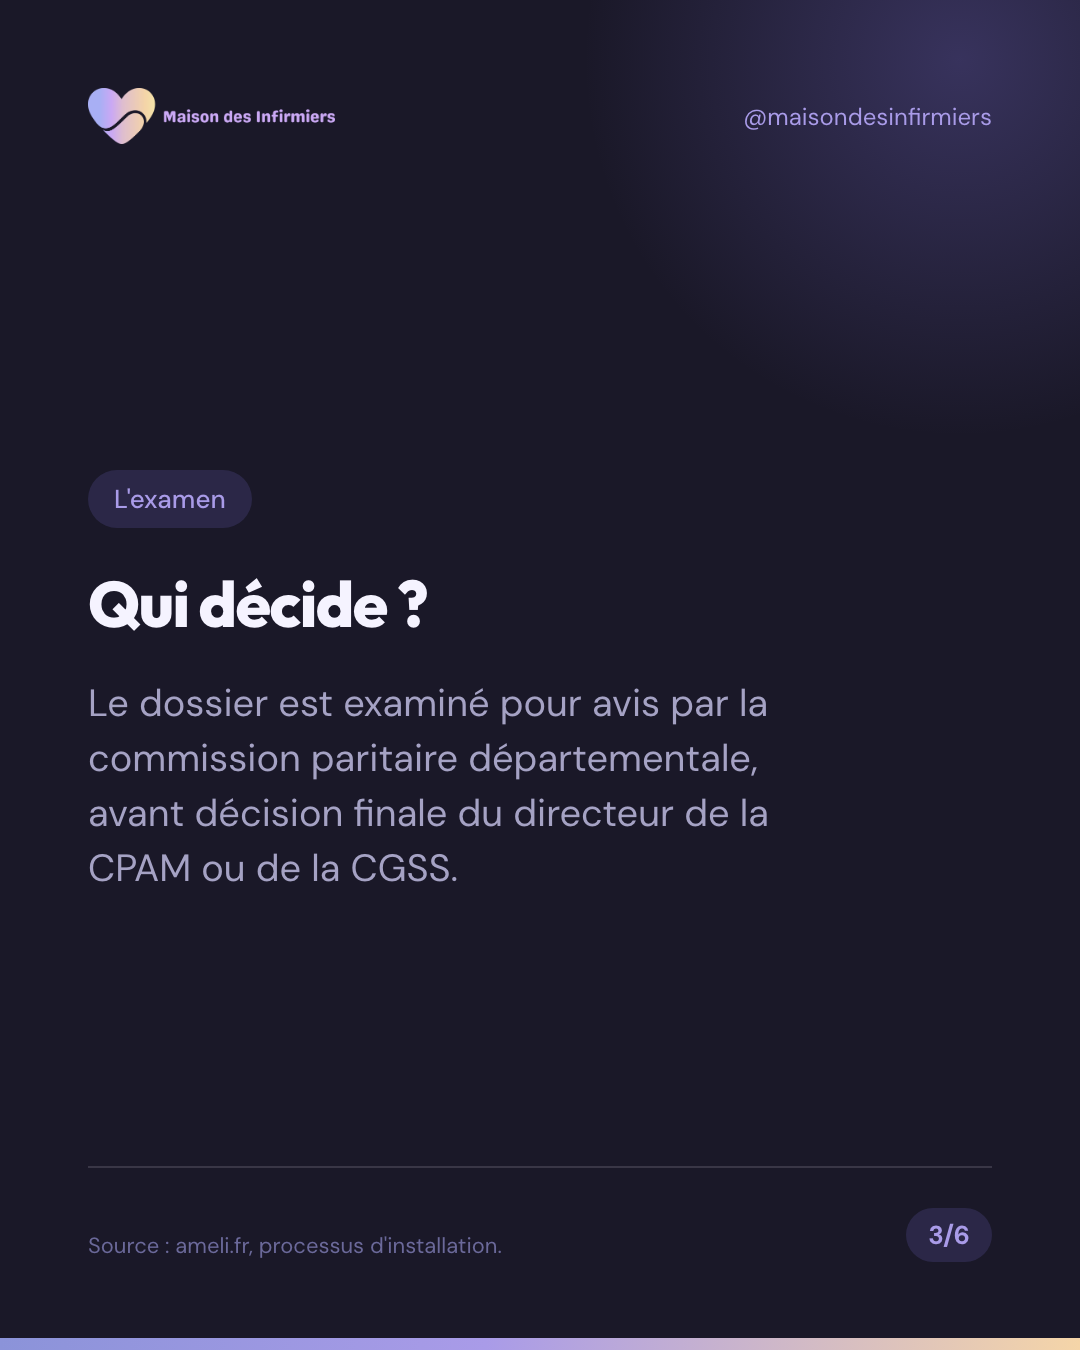 Maison des Infirmiers
@maisondesinfirmiers
L'examen
Qui décide ?
Le dossier est examiné pour avis par la
commission paritaire départementale,
avant décision finale du directeur de la
CPAM ou de la CGSS.
Source : ameli.fr, processus d'installation.
3/6